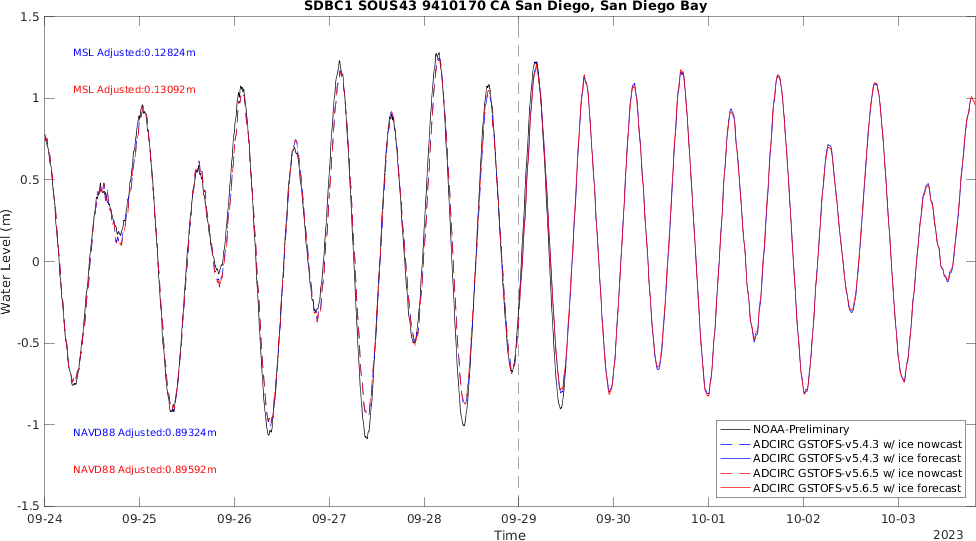 SDBC1 SOUS43 9410170 CA San Diego, San Diego Bay
1.5
1
0.5
0
-0.5
-1
-1.5
Water Level (m)
MSL Adjusted:0.12824m
MSL Adjusted:0.13092m
NAVD88 Adjusted:0.89324m
NAVD88 Adjusted:0.89592m
NOAA-Preliminary
ADCIRC GSTOFS-v5.4.3 w/ ice nowcast
ADCIRC GSTOFS-v5.4.3 w/ ice forecast
ADCIRC GSTOFS-v5.6.5 w/ ice nowcast
ADCIRC GSTOFS-v5.6.5 w/ ice forecast
09-24 09-25 09-26 09-27 09-28 09-29 09-30 10-01 10-02 10-03
Time
2023